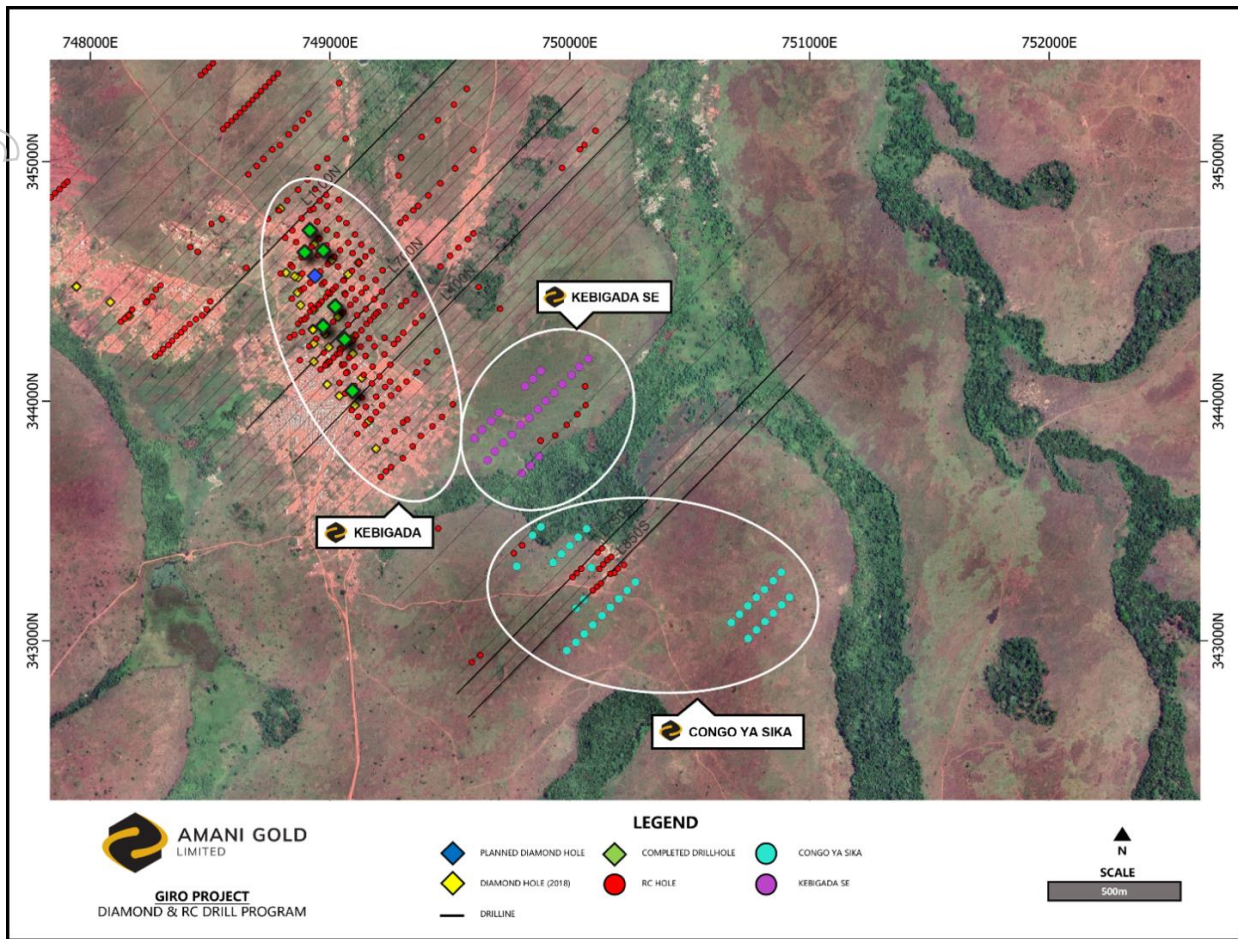 748000E 749000E 750000E 751000E 752000E
345000N
345000N
L1100N
KEBIGADA SE
344000N
344000N
KEBIGADA
343000N
343000N
CONGO YA SIKA
AMANI GOLD
LIMITED
GIRO PROJECT
DIAMOND & RC DRILL PROGRAM
LEGEND
PLANNED DIAMOND HOLE COMPLETED DRILLHOLE CONGO YA SIKA
DIAMOND HOLE (2018) RC HOLE KEBIGADA SE
DRILLINE
N
SCALE
500m